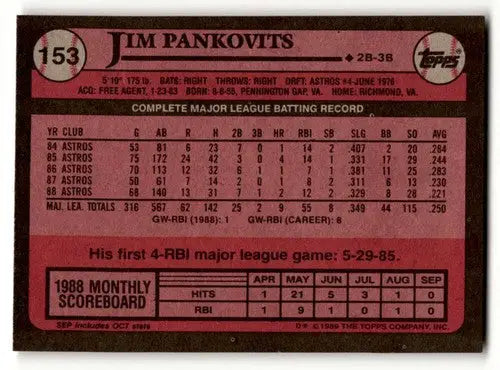 153
JIM PANKOVITS
◆ 2B-3B
Topps
5'10" 175 lb. BATS: RIGHT THROWS: RIGHT DRFT: ASTROS #4-JUNE 1976
ACQ: FREE AGENT, 1-23-83 BORN: 8-6-55, PENNINGTON GAP, VA. HOME: RICHMOND, VA.
COMPLETE MAJOR LEAGUE BATTING RECORD
YR CLUB G AB R H 2B 3B HR RBI SB SLG BB SO AVG
84 ASTROS 53 81 6 23 7 0 1 14 2 .407 2 20 .284
85 ASTROS 75 172 24 42 3 0 4 14 1 .331 17 29 .244
86 ASTROS 70 113 12 32 6 1 1 7 1 .381 11 25 .283
87 ASTROS 50 61 7 14 2 0 1 8 2 .311 6 13 .230
88 ASTROS 68 140 13 31 7 1 2 12 2 .329 8 28 .221
MAJ. LEA. TOTALS 316 567 62 142 25 2 9 55 8 .349 44 115 .250
GW-RBI (1988): 1 GW-RBI (CAREER): 8
His first 4-RBI major league game: 5-29-85.
1988 MONTHLY SCOREBOARD
APR MAY JUN JUL AUG SEP
HITS 1 21 5 3 1 0
RBI 1 9 1 0 1 0
SEP includes OCT stats
D* © 1989 THE TOPPS COMPANY, INC.